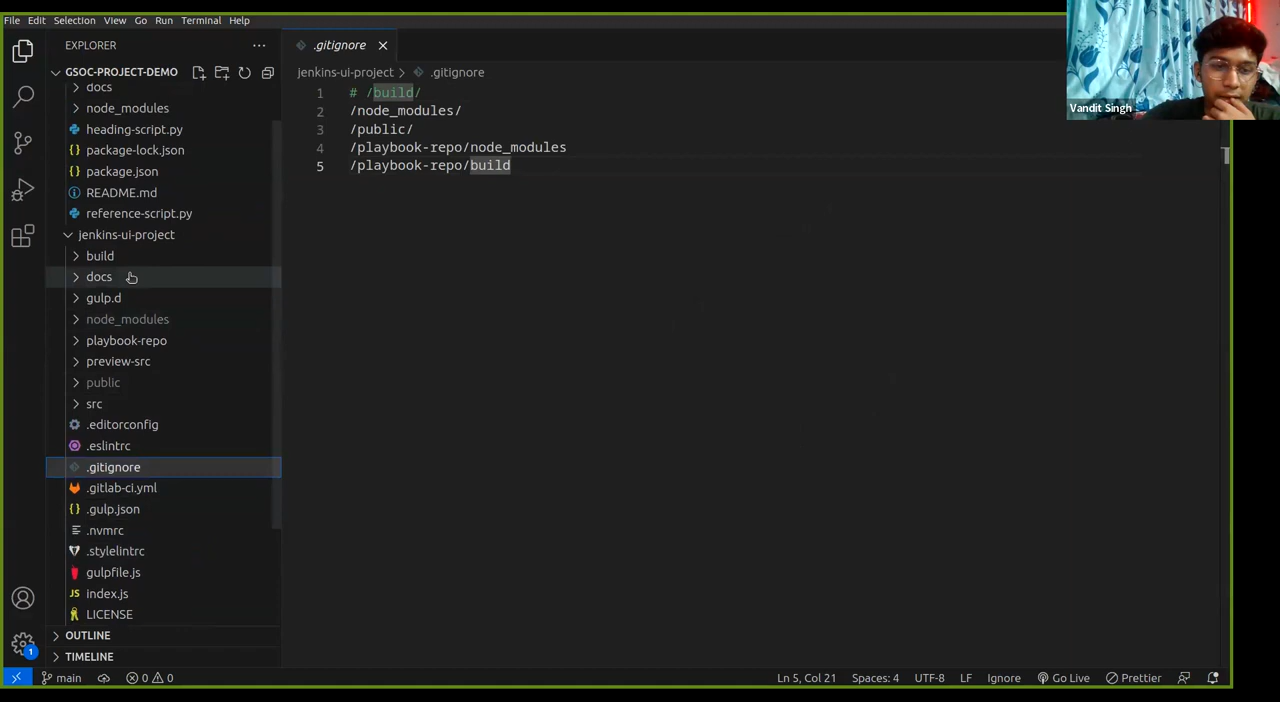 File Edit Selection View Go Run Terminal Help
EXPLORER
GSOC-PROJECT-DEMO
docs
node_modules
heading-script.py
package-lock.json
package.json
README.md
reference-script.py
jenkins-ui-project
build
docs
gulp.d
node_modules
playbook-repo
preview-src
public
src
.editorconfig
.eslintrc
.gitignore
.gitlab-ci.yml
.gulp.json
.nvmrc
.stylelintrc
gulpfile.js
index.js
LICENSE
OUTLINE
TIMELINE
.gitignore
jenkins-ui-project > .gitignore
1 # /build/
2 /node_modules/
3 /public/
4 /playbook-repo/node_modules
5 /playbook-repo/build
Vandit Singh
1
main 0 0 Ln 5, Col 21 Spaces: 4 UTF-8 LF Ignore Go Live Prettier